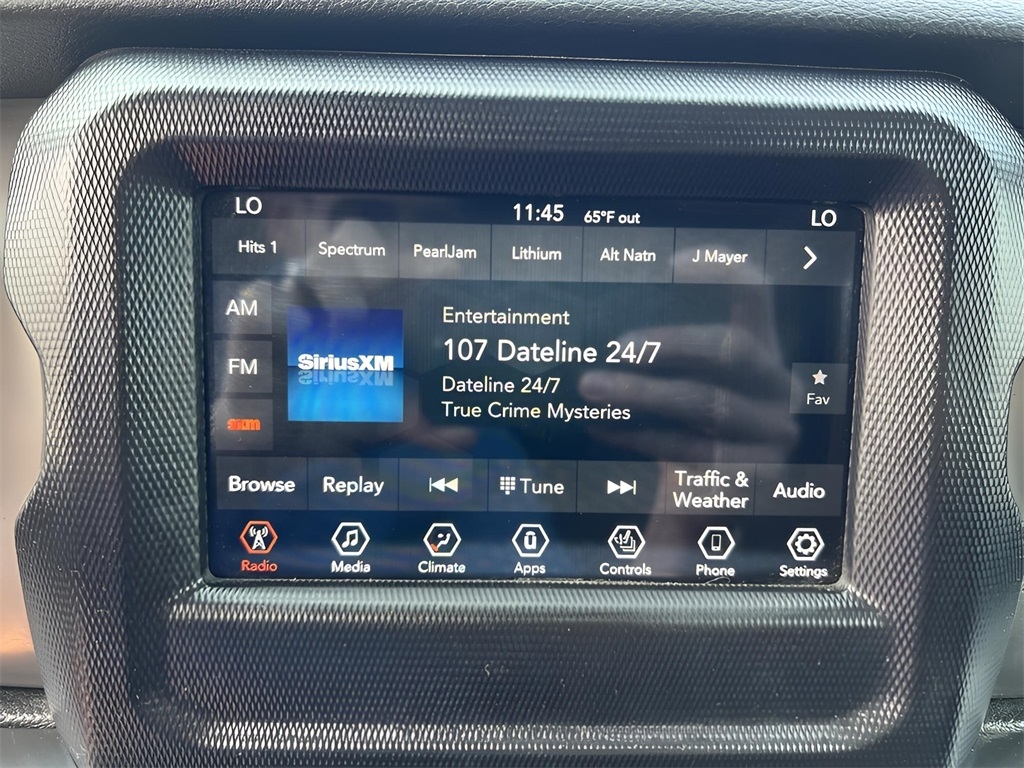 LO 11:45 65°F out LO
Hits 1 Spectrum PearlJam Lithium Alt Natn J Mayer
AM
FM
sxm
SiriusXM
Entertainment
107 Dateline 24/7
Dateline 24/7
True Crime Mysteries
Fav
Browse Replay Tune Traffic & Weather Audio
Radio Media Climate Apps Controls Phone Settings